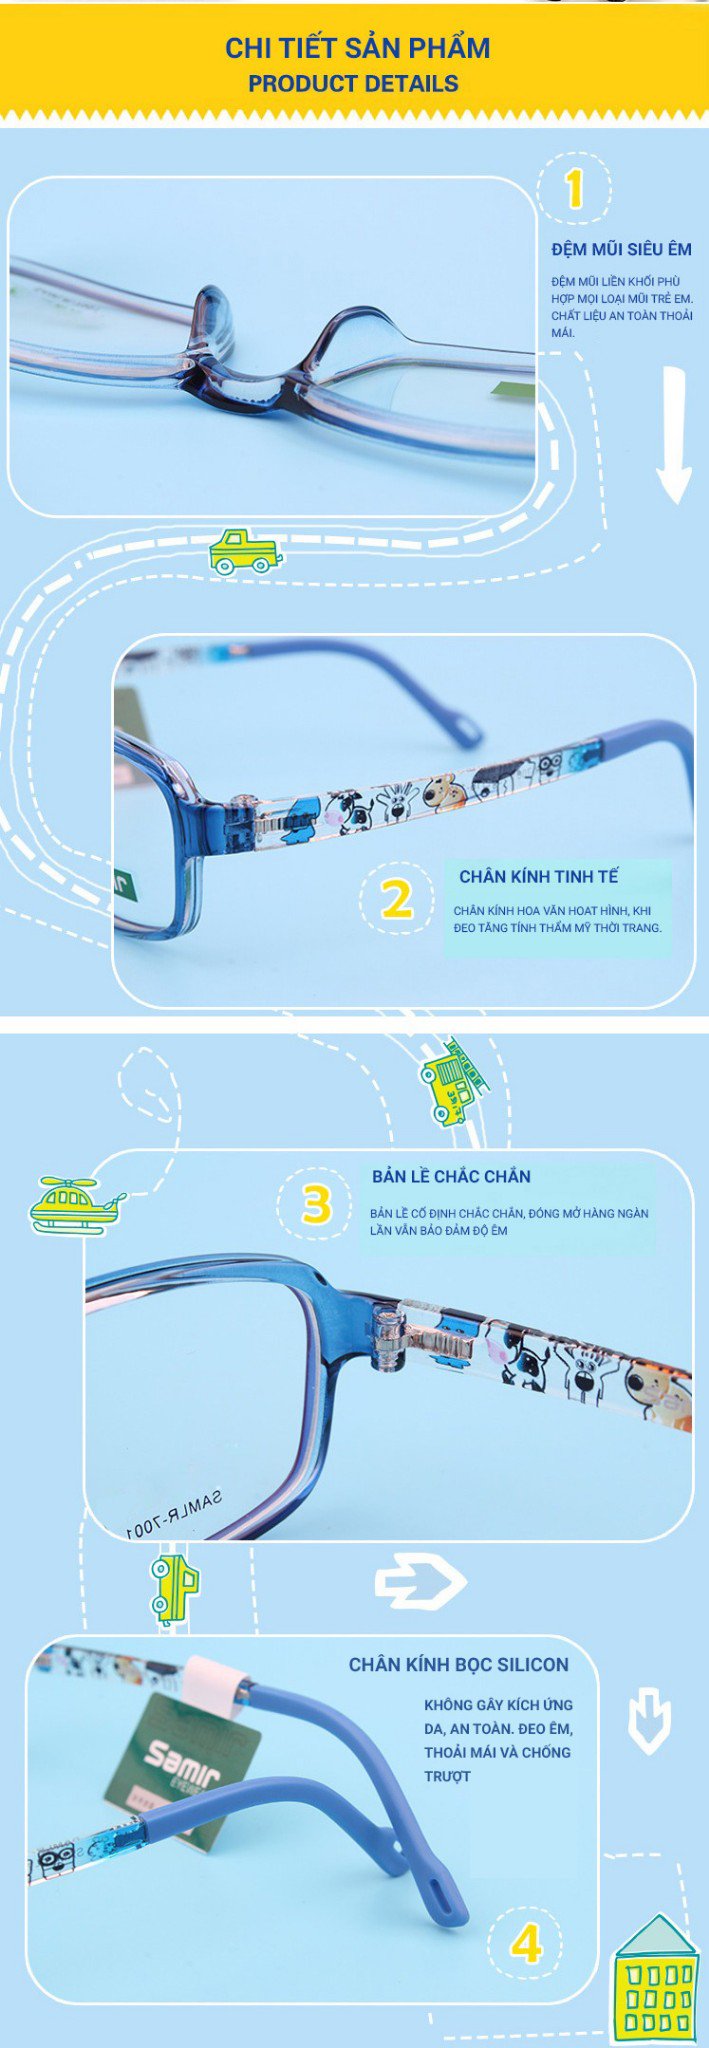 CHI TIẾT SẢN PHẨM
PRODUCT DETAILS
1
ĐỆM MŨI SIÊU ÊM
ĐỆM MŨI LIỀN KHỐI PHÙ
HỢP MỌI LOẠI MŨI TRẺ EM.
CHẤT LIỆU AN TOÀN THOẢI
MÁI.
2
CHÂN KÍNH TINH TẾ
CHÂN KÍNH HOA VĂN HOẠT HÌNH, KHI
ĐEO TĂNG TÍNH THẨM MỸ THỜI TRANG.
3
BẢN LỀ CHẮC CHẮN
BẢN LỀ CỐ ĐỊNH CHẮC CHẮN, ĐÓNG MỞ HÀNG NGÀN
LẦN VẪN BẢO ĐẢM ĐỘ ÊM
SAMLR-7001
CHÂN KÍNH BỌC SILICON
KHÔNG GÂY KÍCH ỨNG
DA, AN TOÀN. ĐEO ÊM,
THOẢI MÁI VÀ CHỐNG
TRƯỢT
Samir
4